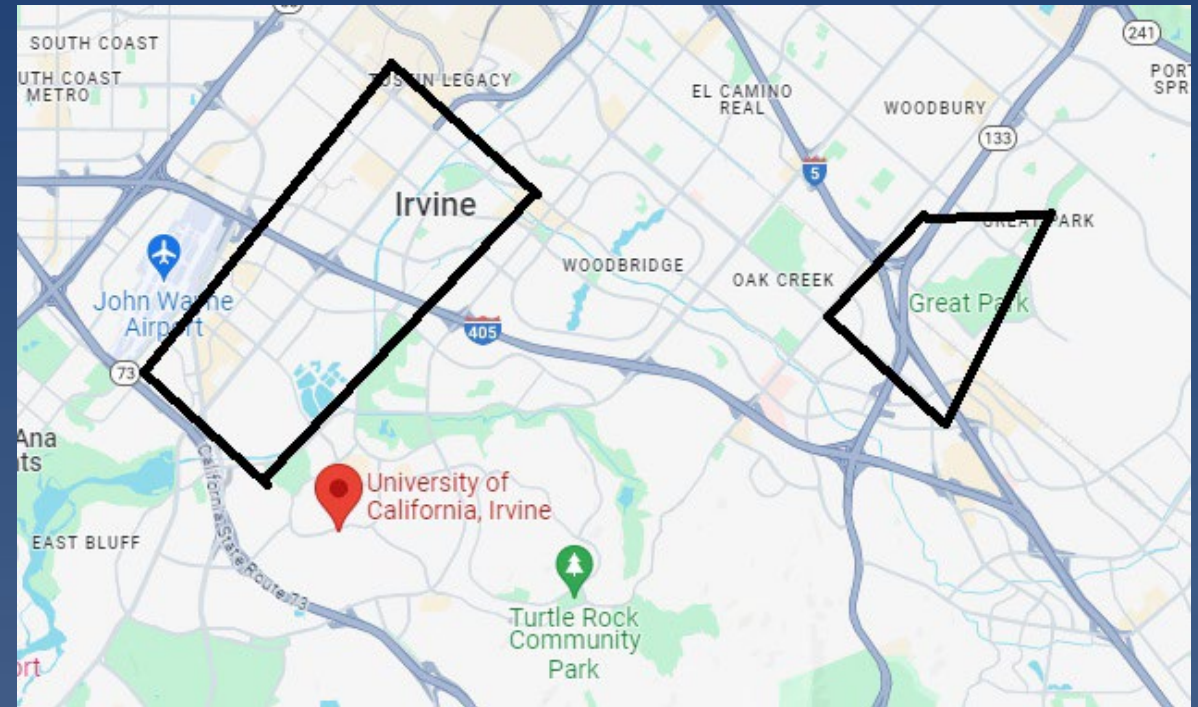 SOUTH COAST
UTH COAST
METRO
TUSTIN LEGACY
EL CAMINO
REAL
WOODBURY
241
PORT
SPR
133
5
Irvine
GREAT PARK
WOODBRIDGE
OAK CREEK
John Wayne
Airport
Great Park
405
73
Ana
ts
University of
California, Irvine
California State Route 73
EAST BLUFF
Turtle Rock
Community
Park
ort